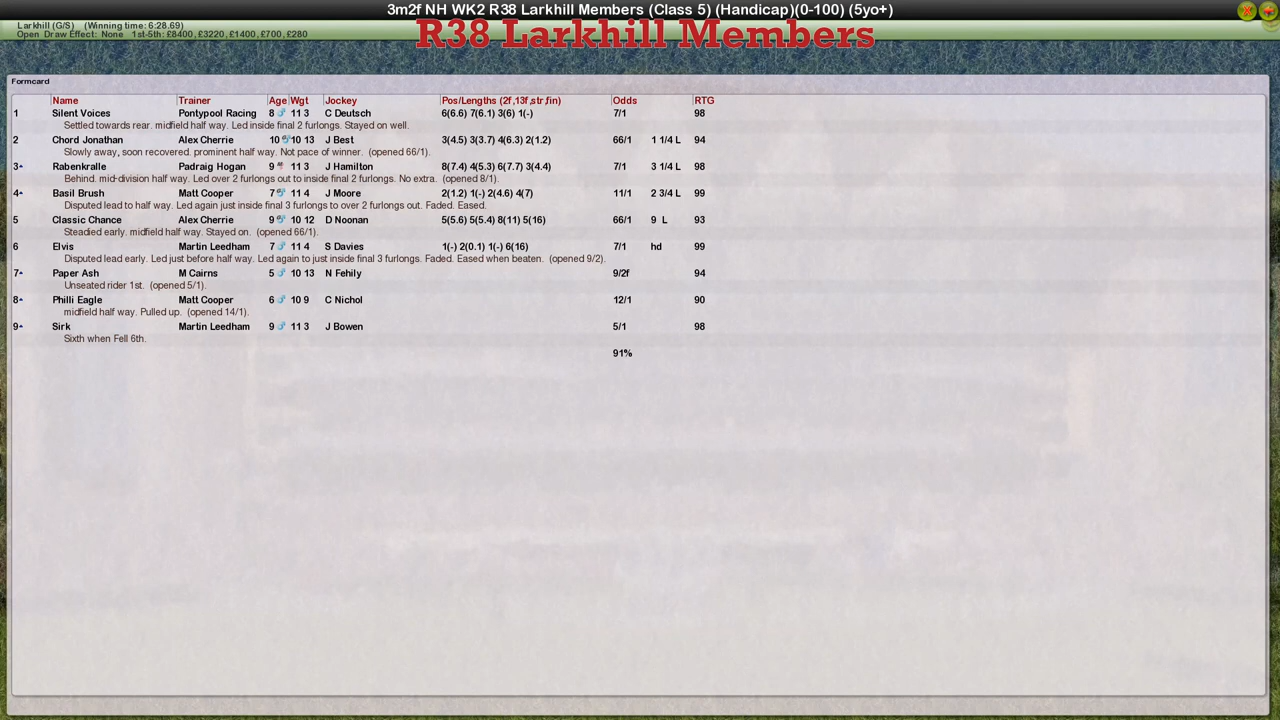 3m2f NH WK2 R38 Larkhill Members (Class 5) (Handicap)(0-100) (5yo+)
Larkhill (G/S) (Winning time: 6:28.69)
Open Draw Effect: None 1st-5th: £8400, £3220, £1400, £700, £280
R38 Larkhill Members
Formcard
Name Trainer Age Wgt Jockey Pos/Lengths (2f,13f,str,fin) Odds RTG
1 Silent Voices Pontypool Racing 8 11 3 C Deutsch 6(6.6) 7(6.1) 3(6) 1(-) 7/1 98
Settled towards rear. midfield half way. Led inside final 2 furlongs. Stayed on well.
2 Chord Jonathan Alex Cherrie 10 10 13 J Best 3(4.5) 3(3.7) 4(6.3) 2(1.2) 66/1 1 1/4 L 94
Slowly away, soon recovered. prominent half way. Not pace of winner. (opened 66/1).
3 Rabenkralle Padraig Hogan 9 11 3 J Hamilton 8(7.4) 4(5.3) 6(7.7) 3(4.4) 7/1 3 1/4 L 98
Behind. mid-division half way. Led over 2 furlongs out to inside final 2 furlongs. No extra. (opened 8/1).
4 Basil Brush Matt Cooper 7 11 4 J Moore 2(1.2) 1(-) 2(4.6) 4(7) 11/1 2 3/4 L 99
Disputed lead to half way. Led again just inside final 3 furlongs to over 2 furlongs out. Faded. Eased.
5 Classic Chance Alex Cherrie 9 10 12 D Noonan 5(5.6) 5(5.4) 8(11) 5(16) 66/1 9 L 93
Steadied early. midfield half way. Stayed on. (opened 66/1).
6 Elvis Martin Leedham 7 11 4 S Davies 1(-) 2(0.1) 1(-) 6(16) 7/1 hd 99
Disputed lead early. Led just before half way. Led again to just inside final 3 furlongs. Faded. Eased when beaten. (opened 9/2).
7 Paper Ash M Cairns 5 10 13 N Fehily 9/2f 94
Unseated rider 1st. (opened 5/1).
8 Philli Eagle Matt Cooper 6 10 9 C Nichol 12/1 90
midfield half way. Pulled up. (opened 14/1).
9 Sirk Martin Leedham 9 11 3 J Bowen 5/1 98
Sixth when Fell 6th.
91%